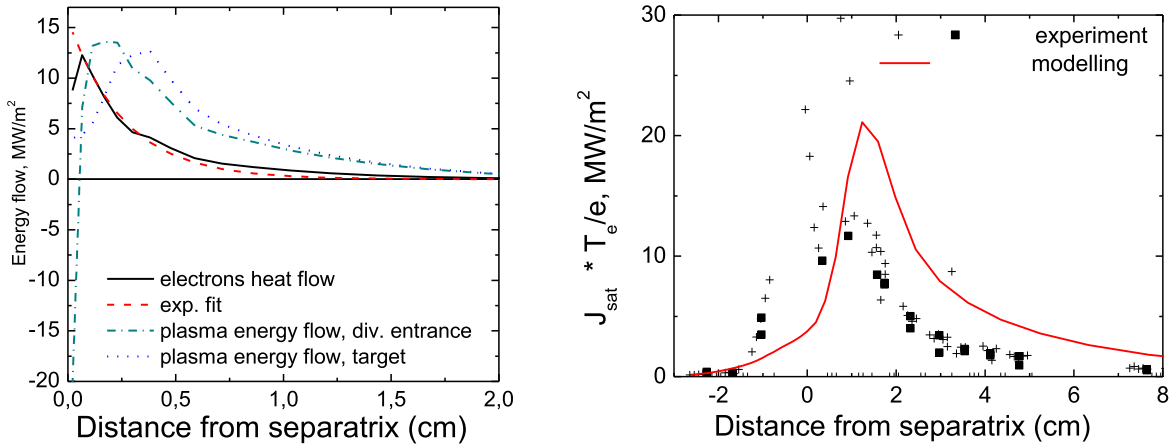 15
10
5
0
-5
-10
-15
-20
Energy flow, MW/m²
electrons heat flow
exp. fit
plasma energy flow, div. entrance
plasma energy flow, target
0,0 0,5 1,0 1,5 2,0
Distance from separatrix (cm)
30
20
10
0
J_sat * T_e/e, MW/m²
experiment
modelling
-2 0 2 4 6 8
Distance from separatrix (cm)